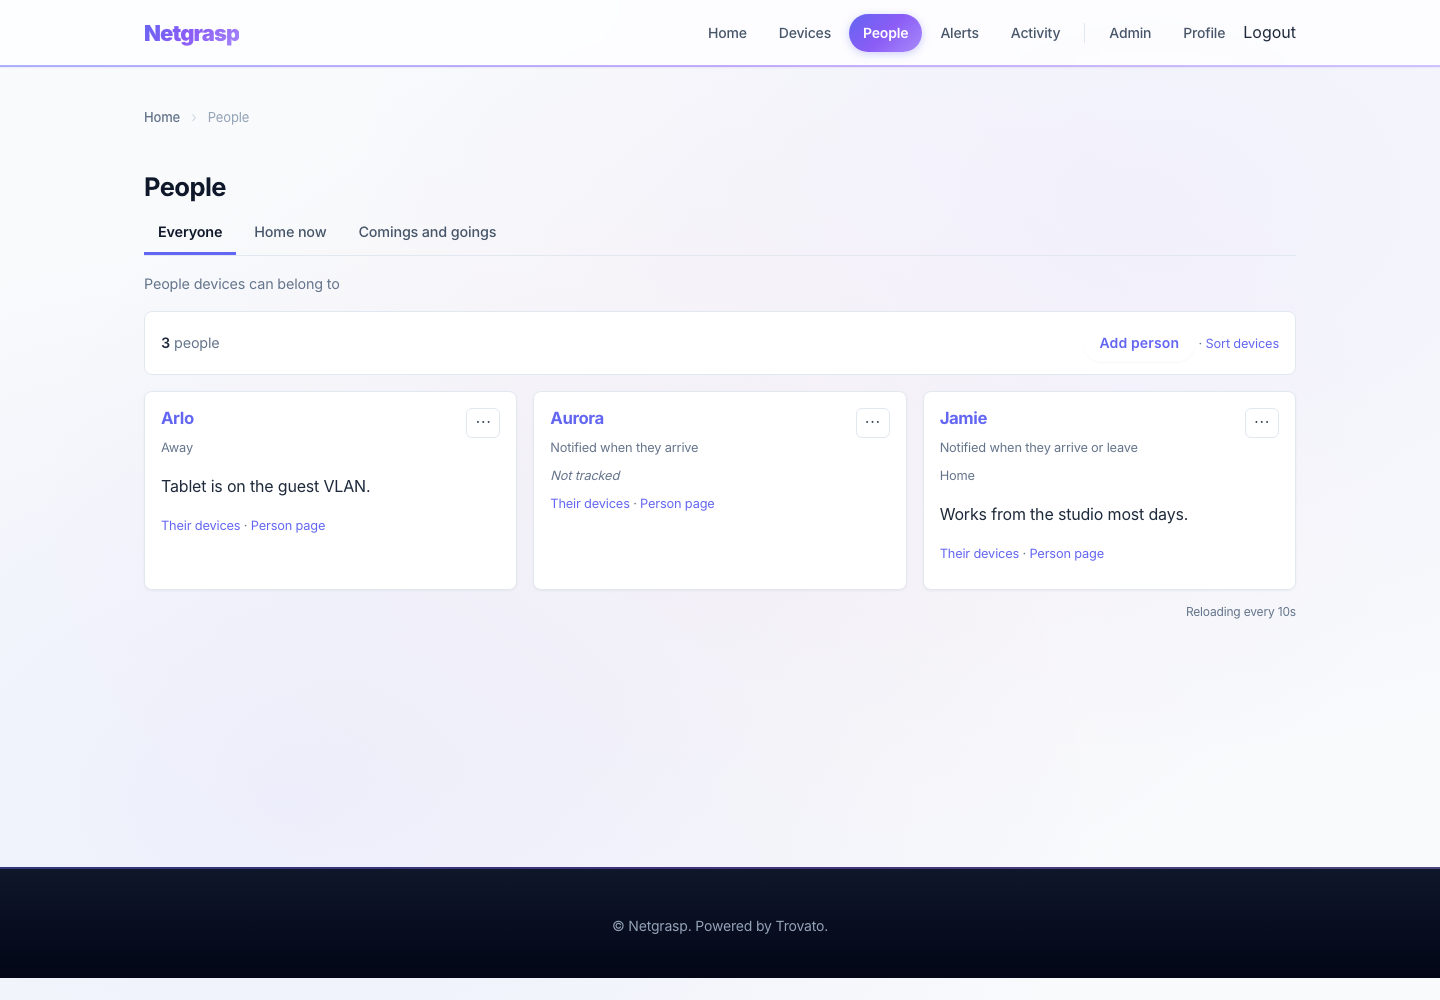 Netgrasp
Home Devices People Alerts Activity Admin Profile Logout
Home › People
People
Everyone Home now Comings and goings
People devices can belong to
3 people
Add person · Sort devices
Arlo
...
Away
Tablet is on the guest VLAN.
Their devices · Person page
Aurora
...
Notified when they arrive
Not tracked
Their devices · Person page
Jamie
...
Notified when they arrive or leave
Home
Works from the studio most days.
Their devices · Person page
Reloading every 10s
© Netgrasp. Powered by Trovato.